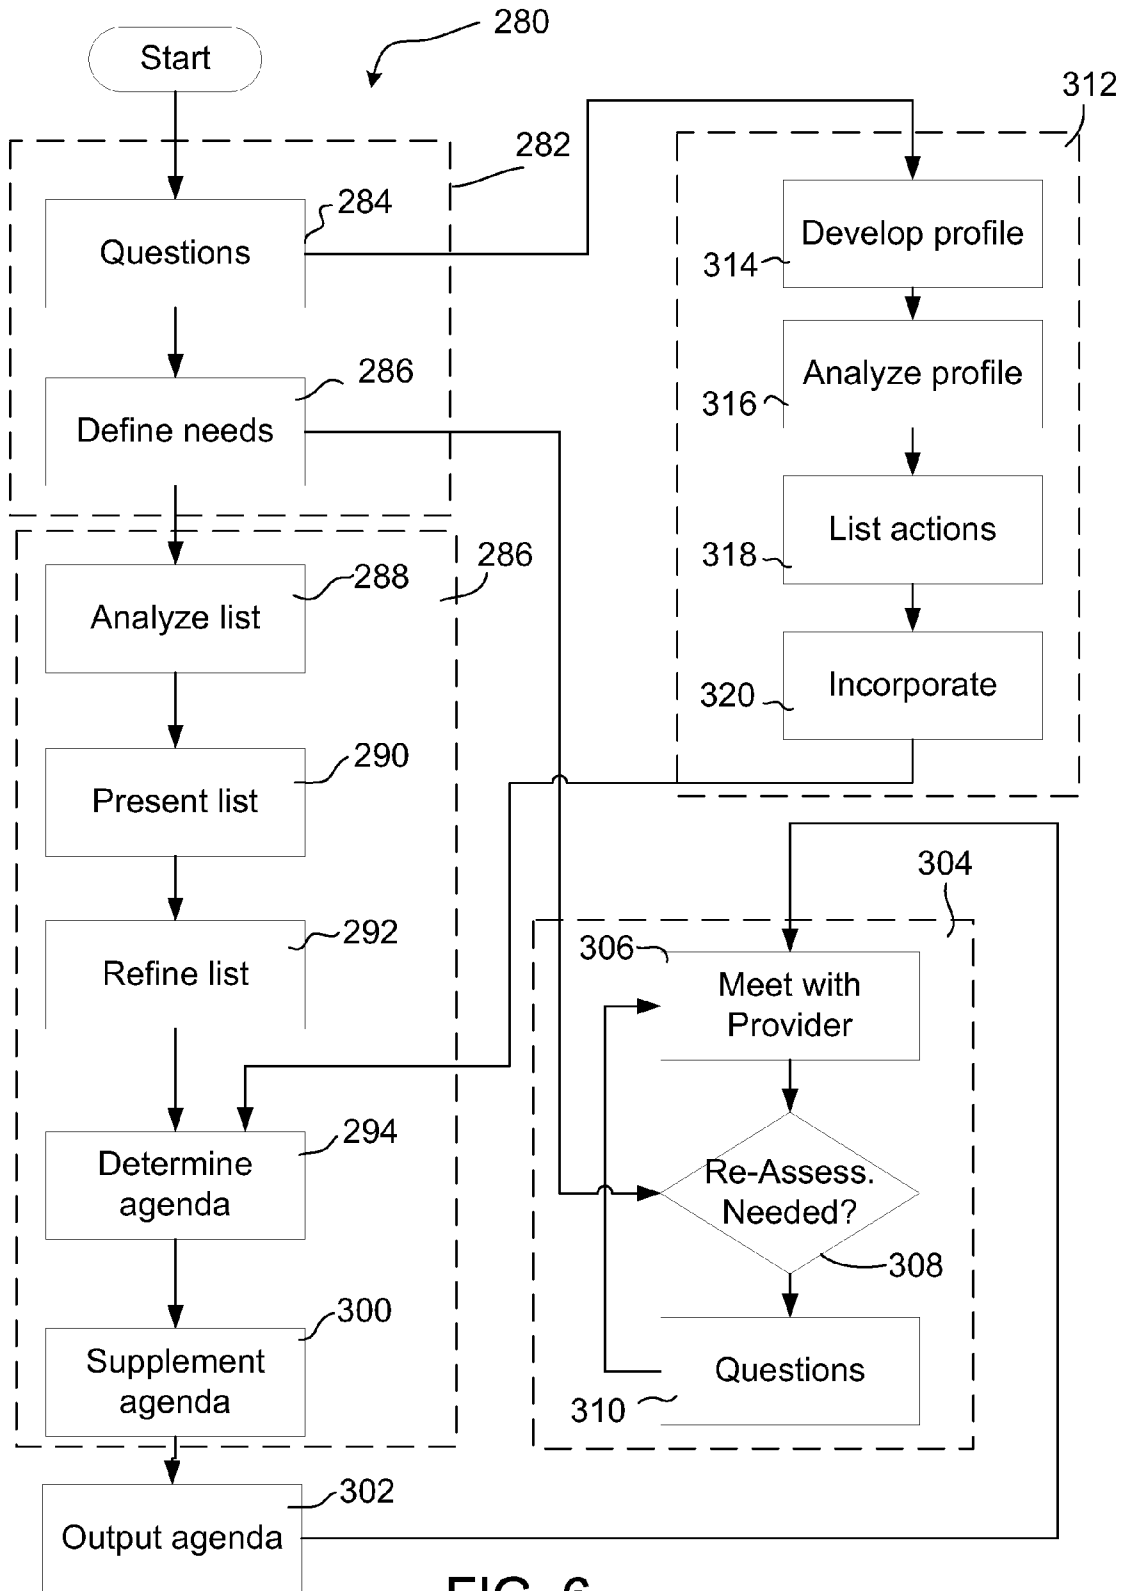 280
Start
312
282
284
Questions
Develop profile
314
286
Define needs
Analyze profile
316
286
288
Analyze list
List actions
318
290
Present list
Incorporate
320
292
Refine list
304
306
Meet with
Provider
294
Determine
agenda
Re-Assess.
Needed?
308
300
Supplement
agenda
Questions
310
302
Output agenda
FIG. 6